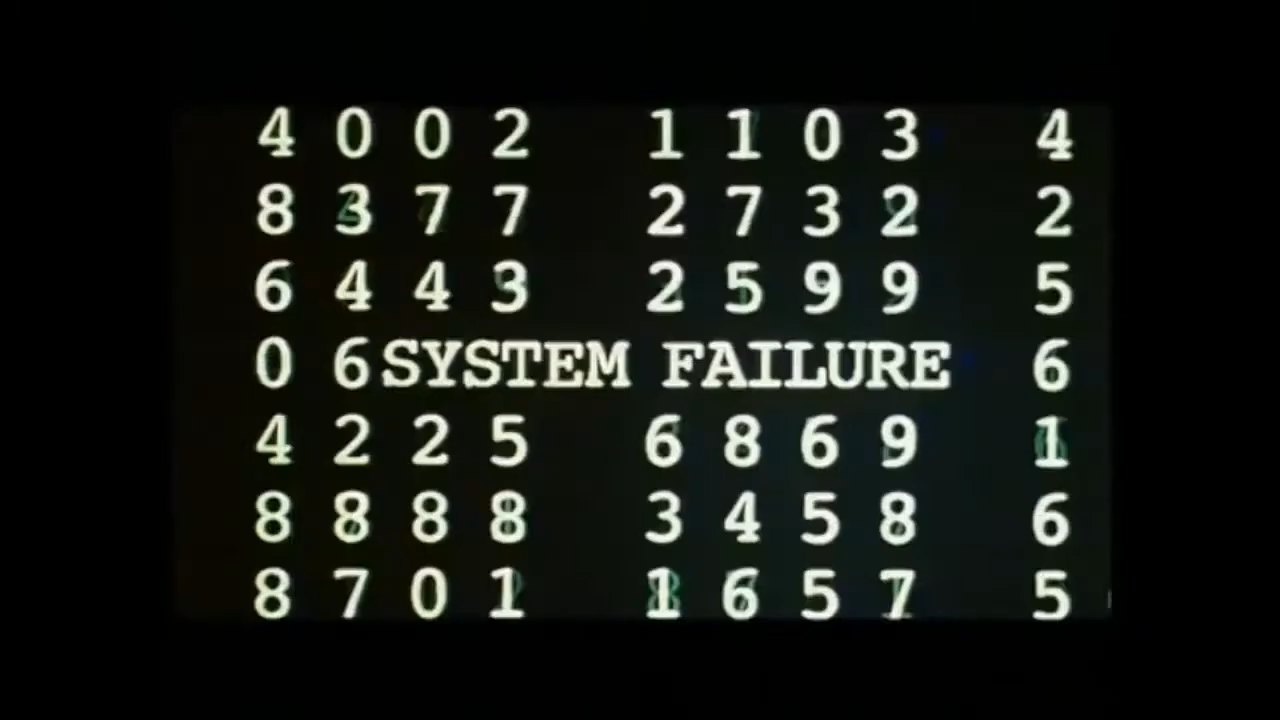 4 0 0 2 1 1 0 3 4
8 3 7 7 2 7 3 2 2
6 4 4 3 2 5 9 9 5
0 6 SYSTEM FAILURE 6
4 2 2 5 6 8 6 9 1
8 8 8 8 3 4 5 8 6
8 7 0 1 1 6 5 7 5